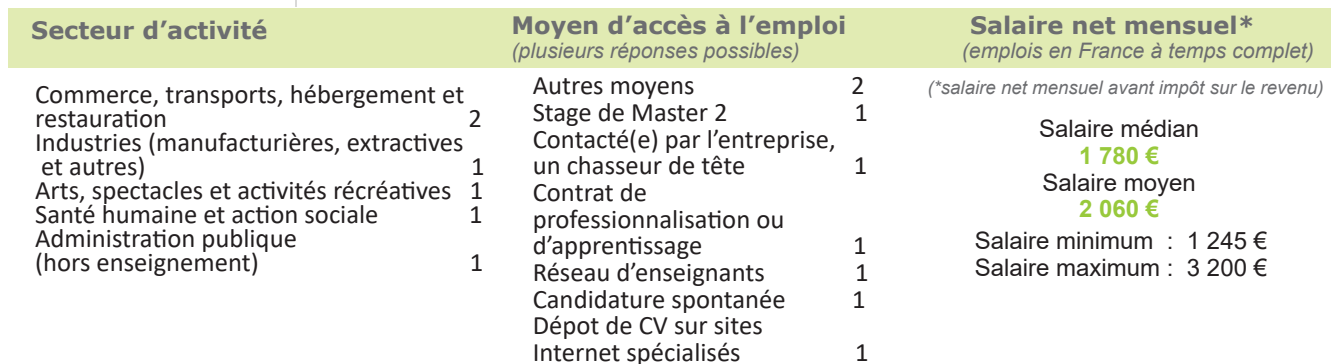 Secteur d’activité
Commerce, transports, hébergement et
restauration 2
Industries (manufacturières, extractives
et autres) 1
Arts, spectacles et activités récréatives 1
Santé humaine et action sociale 1
Administration publique
(hors enseignement) 1
Moyen d’accès à l’emploi
(plusieurs réponses possibles)
Autres moyens 2
Stage de Master 2 1
Contacté(e) par l’entreprise,
un chasseur de tête 1
Contrat de
professionnalisation ou
d’apprentissage 1
Réseau d’enseignants 1
Candidature spontanée 1
Dépot de CV sur sites
Internet spécialisés 1
Salaire net mensuel*
(emplois en France à temps complet)
(*salaire net mensuel avant impôt sur le revenu)
Salaire médian
1 780 €
Salaire moyen
2 060 €
Salaire minimum : 1 245 €
Salaire maximum : 3 200 €